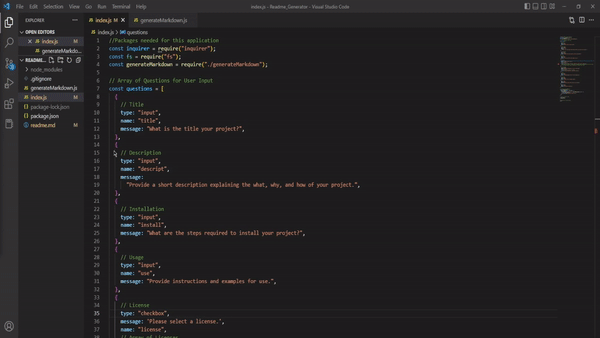 File Edit Selection View Go Run Terminal Help
index.js - Readme_Generator - Visual Studio Code
EXPLORER
OPEN EDITORS
index.js M
generateMarkdo...
node_modules
.gitignore
generateMarkdown.js
index.js M
package-lock.json
package.json
readme.md M
index.js M
generateMarkdown.js
index.js > questions
1 //Packages needed for this application
2 const inquirer = require("inquirer");
3 const fs = require("fs");
4 const generateMarkdown = require("./generateMarkdown");
5
6 // Array of Questions for User Input
7 const questions = [
8 {
9 // Title
10 type: "input",
11 name: "title",
12 message: "What is the title your project?",
13 },
14 {
15 // Description
16 type: "input",
17 name: "descript",
18 message:
19 "Provide a short description explaining the what, why, and how of your project.",
20 },
21 {
22 // Installation
23 type: "input",
24 name: "install",
25 message: "What are the steps required to install your project?",
26 },
27 {
28 // Usage
29 type: "input",
30 name: "use",
31 message: "Provide instructions and examples for use.",
32 },
33 {
34 // License
35 type: "checkbox",
36 message: "Please select a license.",
37 name: "license",